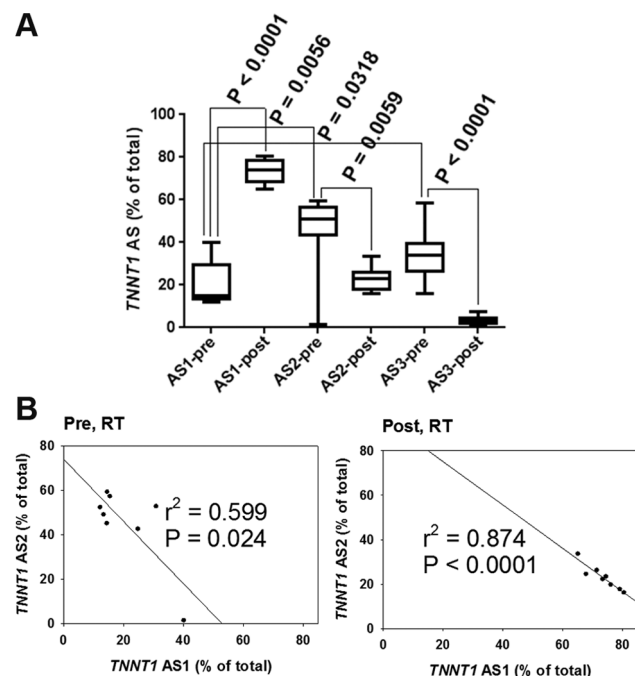 A
P < 0.0001
P = 0.0056
P = 0.0318
P = 0.0059
P < 0.0001
TNNT1 AS (% of total)
100
80
60
40
20
0
AS1-pre
AS1-post
AS2-pre
AS2-post
AS3-pre
AS3-post
B
Pre, RT
TNNT1 AS2 (% of total)
80
60
40
20
0
r² = 0.599
P = 0.024
0 20 40 60 80
TNNT1 AS1 (% of total)
Post, RT
TNNT1 AS2 (% of total)
80
60
40
20
0
r² = 0.874
P < 0.0001
0 20 40 60 80
TNNT1 AS1 (% of total)